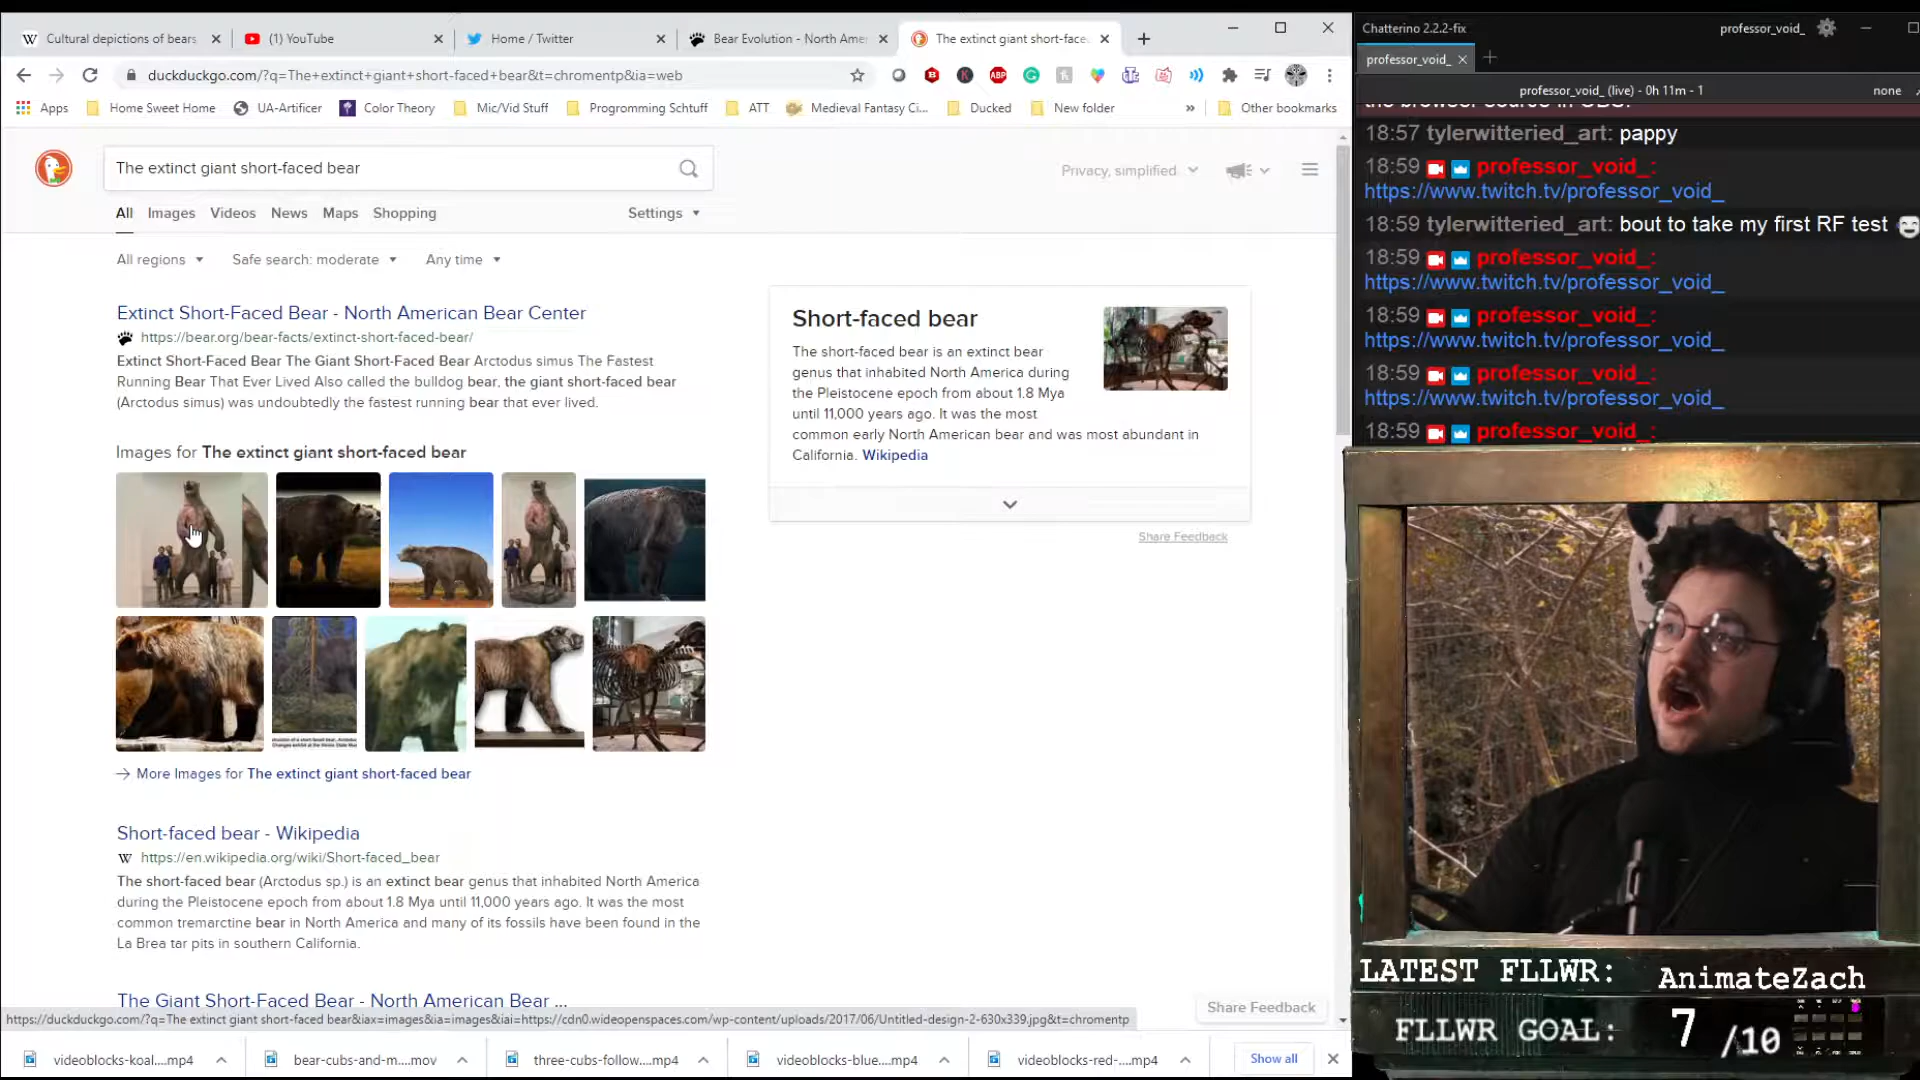 Cultural depictions of bears
(1) YouTube
Home / Twitter
Bear Evolution - North Ame
The extinct giant short-face
duckduckgo.com/?q=The+extinct+giant+short-faced+bear&t=chromentp&ia=web
Apps
Home Sweet Home
UA-Artificer
Color Theory
Mic/Vid Stuff
Programming Schtuff
ATT
Medieval Fantasy Ci...
Ducked
New folder
»
Other bookmarks
The extinct giant short-faced bear
Privacy, simplified
All
Images
Videos
News
Maps
Shopping
Settings
All regions
Safe search: moderate
Any time
Extinct Short-Faced Bear - North American Bear Center
https://bear.org/bear-facts/extinct-short-faced-bear/
Extinct Short-Faced Bear The Giant Short-Faced Bear Arctodus simus The Fastest
Running Bear That Ever Lived Also called the bulldog bear, the giant short-faced bear
(Arctodus simus) was undoubtedly the fastest running bear that ever lived.
Images for The extinct giant short-faced bear
More Images for The extinct giant short-faced bear
Short-faced bear - Wikipedia
W https://en.wikipedia.org/wiki/Short-faced_bear
The short-faced bear (Arctodus sp.) is an extinct bear genus that inhabited North America
during the Pleistocene epoch from about 1.8 Mya until 11,000 years ago. It was the most
common tremarctine bear in North America and many of its fossils have been found in the
La Brea tar pits in southern California.
The Giant Short-Faced Bear - North American Bear ...
Short-faced bear
The short-faced bear is an extinct bear
genus that inhabited North America during
the Pleistocene epoch from about 1.8 Mya
until 11,000 years ago. It was the most
common early North American bear and was most abundant in
California. Wikipedia
Share Feedback
Share Feedback
https://duckduckgo.com/?q=The extinct giant short-faced bear&iax=images&ia=images&iai=https://cdn0.wideopenspaces.com/wp-content/uploads/2017/06/Untitled-design-2-630x339.jpg&t=chromentp
videoblocks-koal....mp4
bear-cubs-and-m....mov
three-cubs-follow....mp4
videoblocks-blue....mp4
videoblocks-red-....mp4
Show all
Chatterino 2.2.2-fix
professor_void_
professor_void_
professor_void_ (live) - 0h 11m - 1
none
the browser source in OBS.
18:57 tylerwitteried_art: pappy
18:59 professor_void_:
https://www.twitch.tv/professor_void_
18:59 tylerwitteried_art: bout to take my first RF test
18:59 professor_void_:
https://www.twitch.tv/professor_void_
18:59 professor_void_:
https://www.twitch.tv/professor_void_
18:59 professor_void_:
https://www.twitch.tv/professor_void_
18:59 professor_void_:
LATEST FLLWR: AnimateZach
FLLWR GOAL: 7 /10